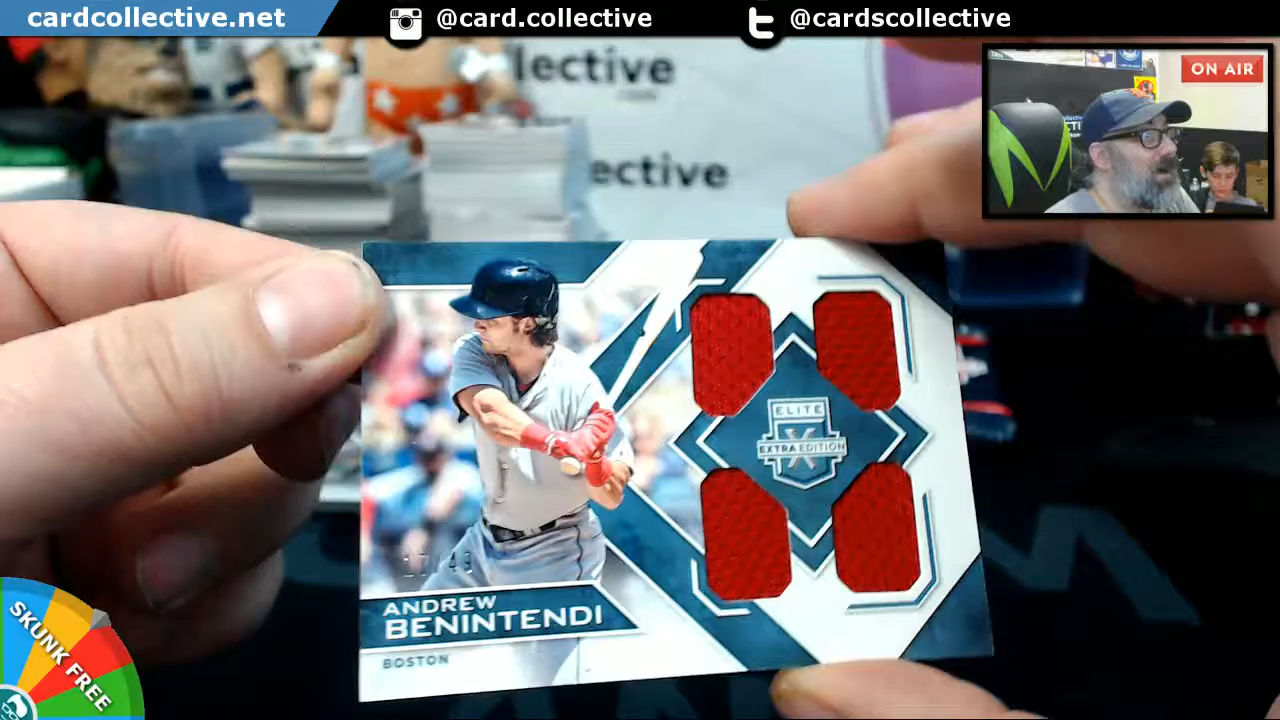 cardcollective.net
@card.collective
@cardscollective
ON AIR
lective
ective
ELITE
X
EXTRA EDITION
ANDREW
BENINTENDI
BOSTON
SKUNK FREE